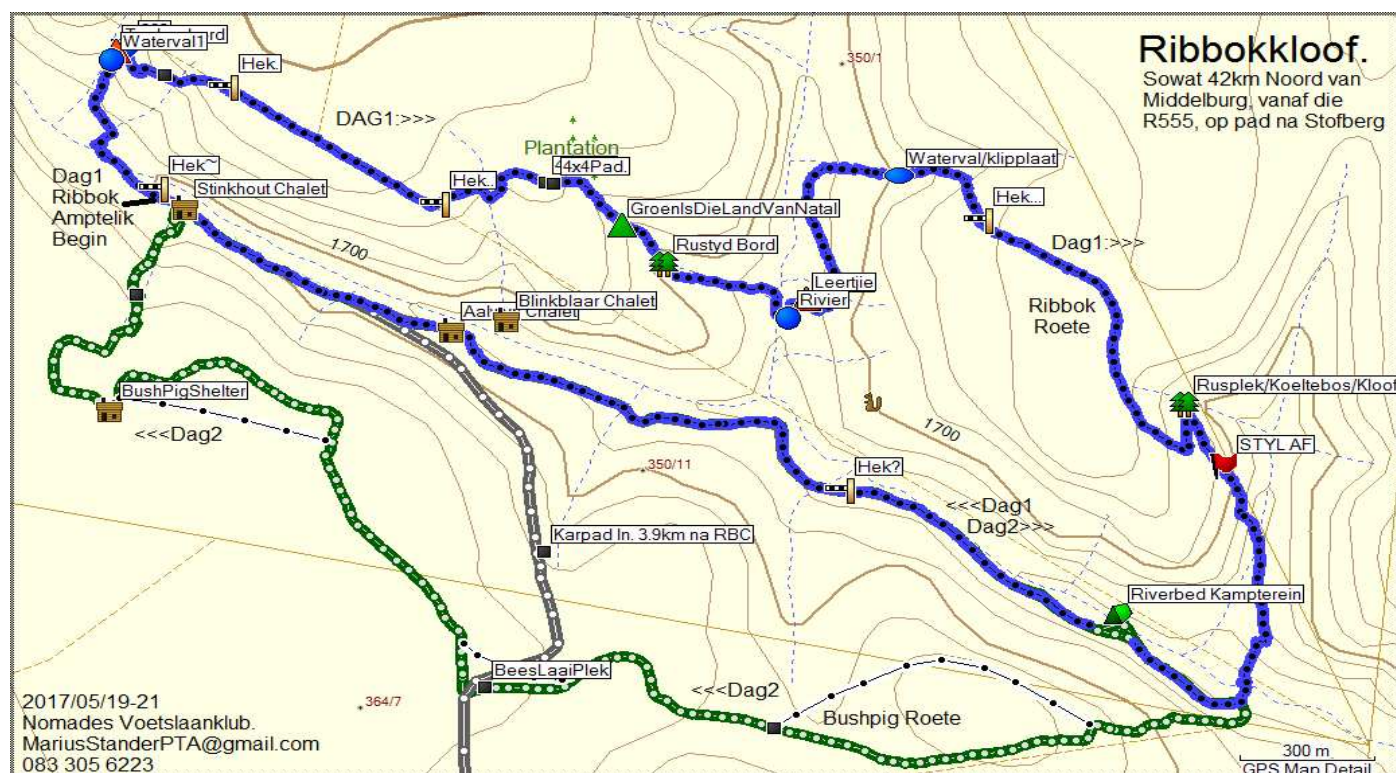 Ribbokkloof.
Sowat 42km Noord van
Middelburg, vanaf die
R555, op pad na Stofberg
Waterval1
Hek.
350/1
DAG1:>>>
Plantation
Waterval/klipplaat
Hek~
44x4Pad.
Dag1
Ribbok
Amptelik
Begin
Stinkhout Chalet
Hek..
Hek...
GroenIsDieLandVanNatal
1700
Rustyd Bord
Dag1:>>>
Leertjie
Rivier
Blinkblaar Chalet
Chalet
Ribbok
Roete
BushPigShelter
Rusplek/Koeltebos/Kloof
<<<Dag2
1700
STYL AF
350/11
Hek?
<<<Dag1
Dag2>>>
Karpad In. 3.9km na RBC
Riverbed Kampterein
BeesLaaiPlek
<<<Dag2
364/7
Bushpig Roete
2017/05/19-21
Nomades Voetslaanklub.
MariusStanderPTA@gmail.com
083 305 6223
300 m
GPS Map Detail